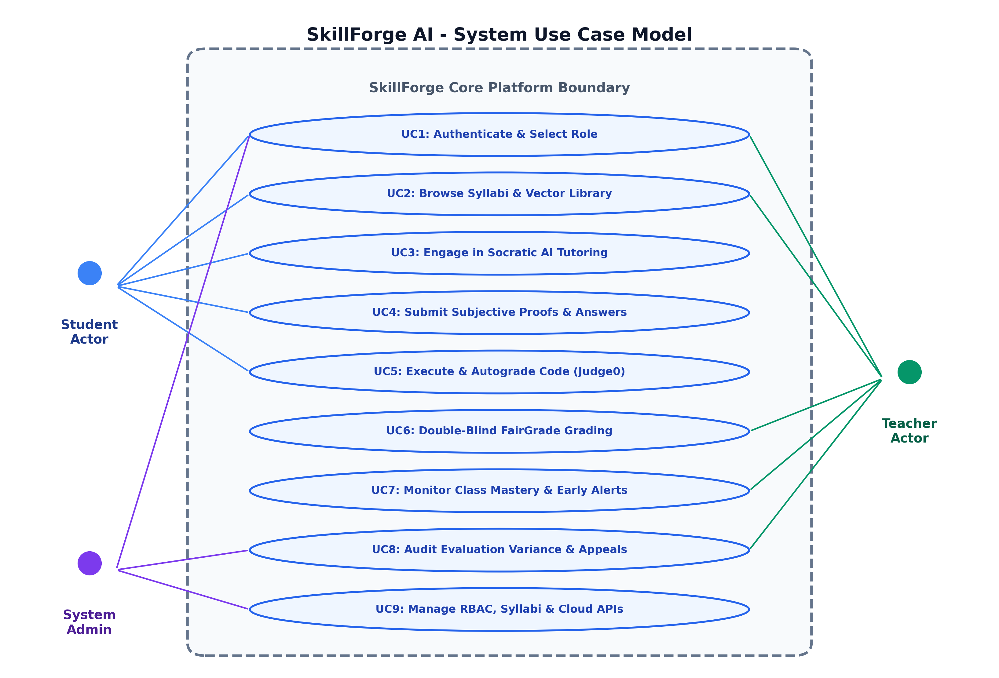 SkillForge AI - System Use Case Model
SkillForge Core Platform Boundary
UC1: Authenticate & Select Role
UC2: Browse Syllabi & Vector Library
UC3: Engage in Socratic AI Tutoring
UC4: Submit Subjective Proofs & Answers
Student
Actor
UC5: Execute & Autograde Code (Judge0)
UC6: Double-Blind FairGrade Grading
Teacher
Actor
UC7: Monitor Class Mastery & Early Alerts
UC8: Audit Evaluation Variance & Appeals
UC9: Manage RBAC, Syllabi & Cloud APIs
System
Admin